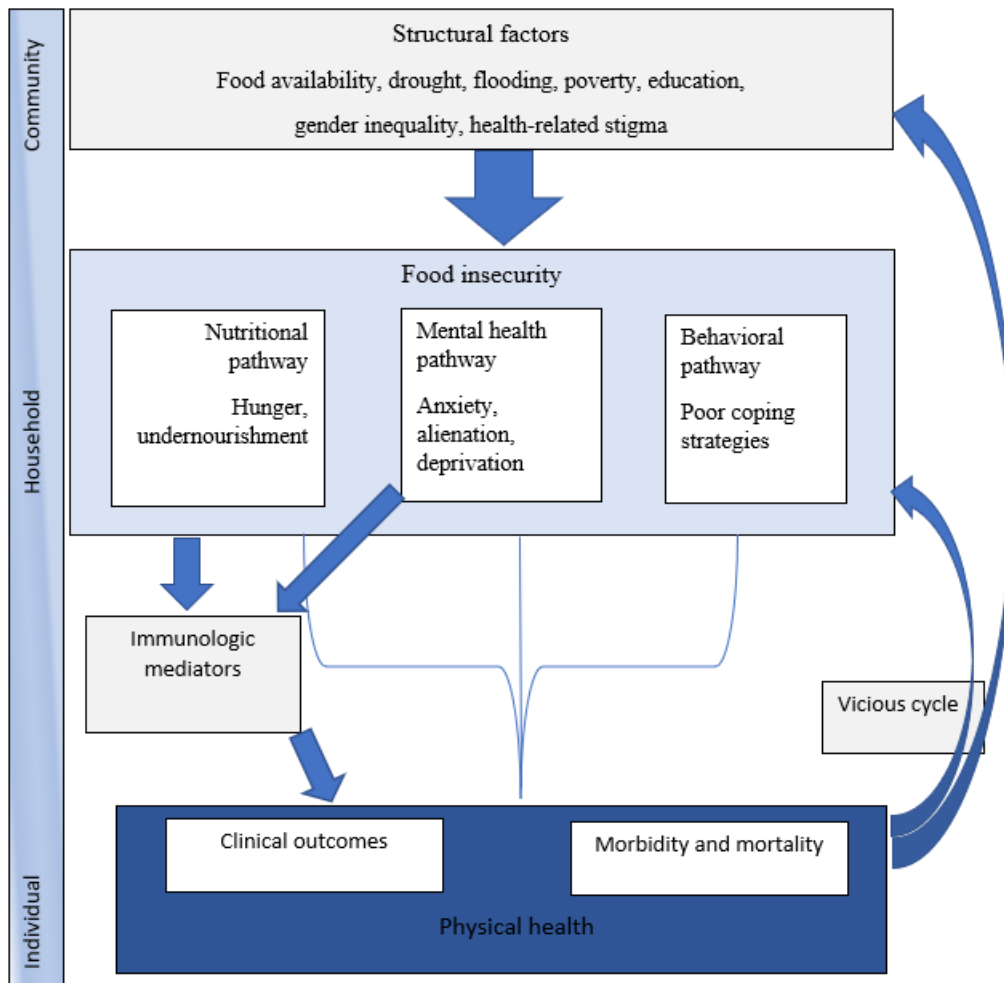 Community
Structural factors
Food availability, drought, flooding, poverty, education,
gender inequality, health-related stigma
Household
Food insecurity
Nutritional
pathway
Hunger,
undernourishment
Mental health
pathway
Anxiety,
alienation,
deprivation
Behavioral
pathway
Poor coping
strategies
Immunologic
mediators
Vicious cycle
Individual
Clinical outcomes
Morbidity and mortality
Physical health